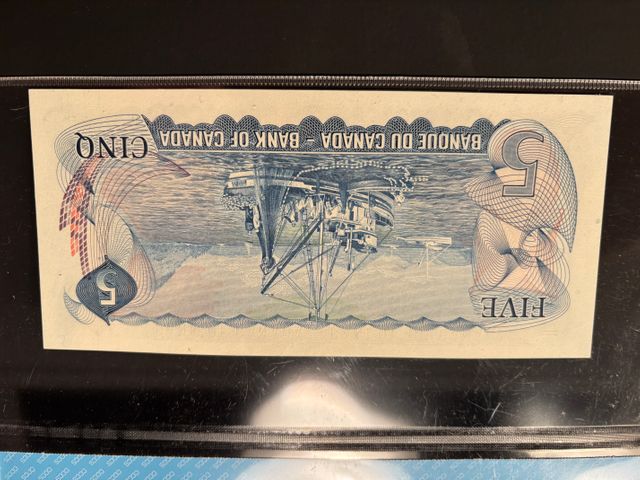 FIVE
5
5
BANQUE DU CANADA – BANK OF CANADA
CINQ